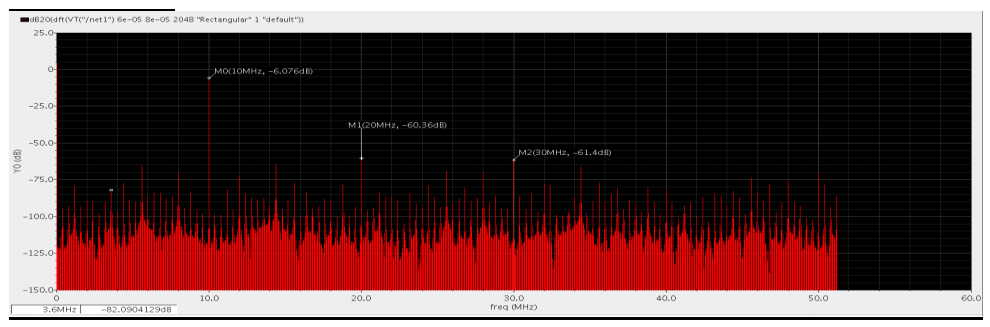 dB20(dft(VT("/net1") 6e-05 8e-05 2048 "Rectangular" 1 "default"))
25.0
0
-25.0
-50.0
-75.0
-100.0
-125.0
-150.0
Y0 (dB)
M0(10MHz, -6.076dB)
M1(20MHz, -60.36dB)
M2(30MHz, -61.4dB)
0 10.0 20.0 30.0 40.0 50.0 60.0
freq (MHz)
3.6MHz -82.0904129dB